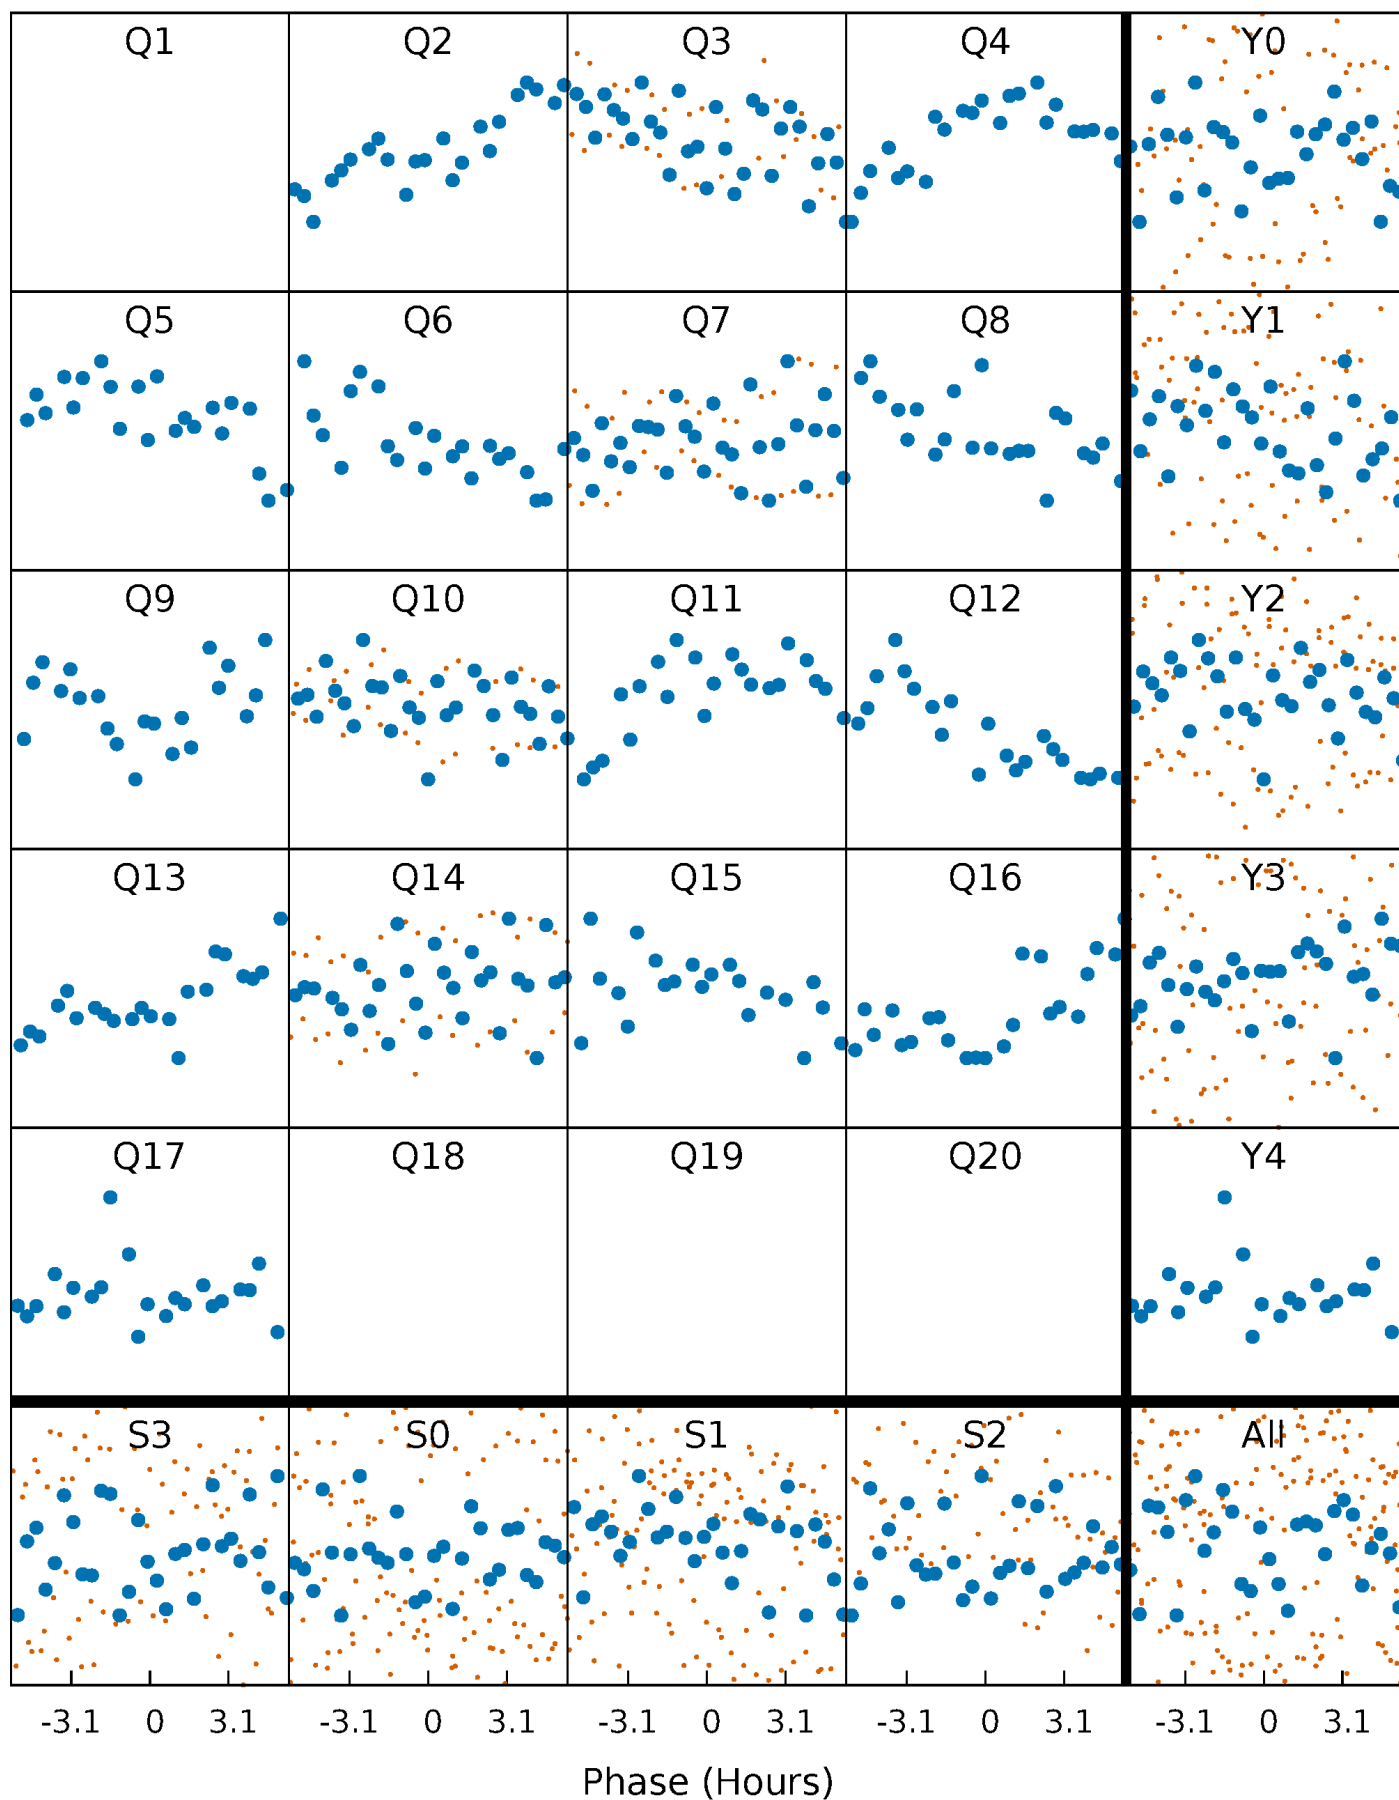 Q1 Q2 Q3 Q4 Y0
Q5 Q6 Q7 Q8 Y1
Q9 Q10 Q11 Q12 Y2
Q13 Q14 Q15 Q16 Y3
Q17 Q18 Q19 Q20 Y4
S3 S0 S1 S2 All
-3.1 0 3.1 -3.1 0 3.1 -3.1 0 3.1 -3.1 0 3.1 -3.1 0 3.1
Phase (Hours)